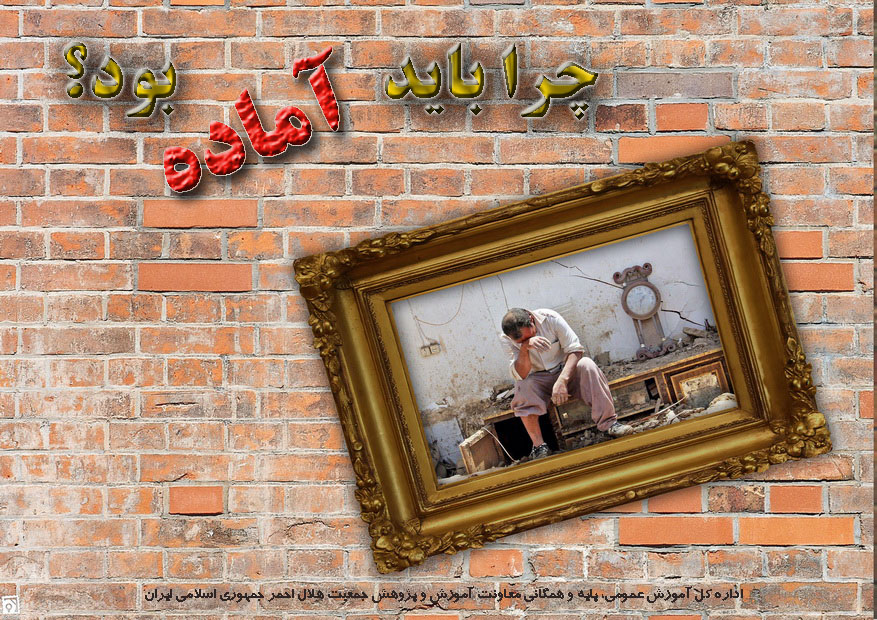 چرا باید آماده بود؟
اداره کل آموزش عمومی، پایه و همگانی معاونت آموزش و پژوهش جمعیت هلال احمر جمهوری اسلامی ایران